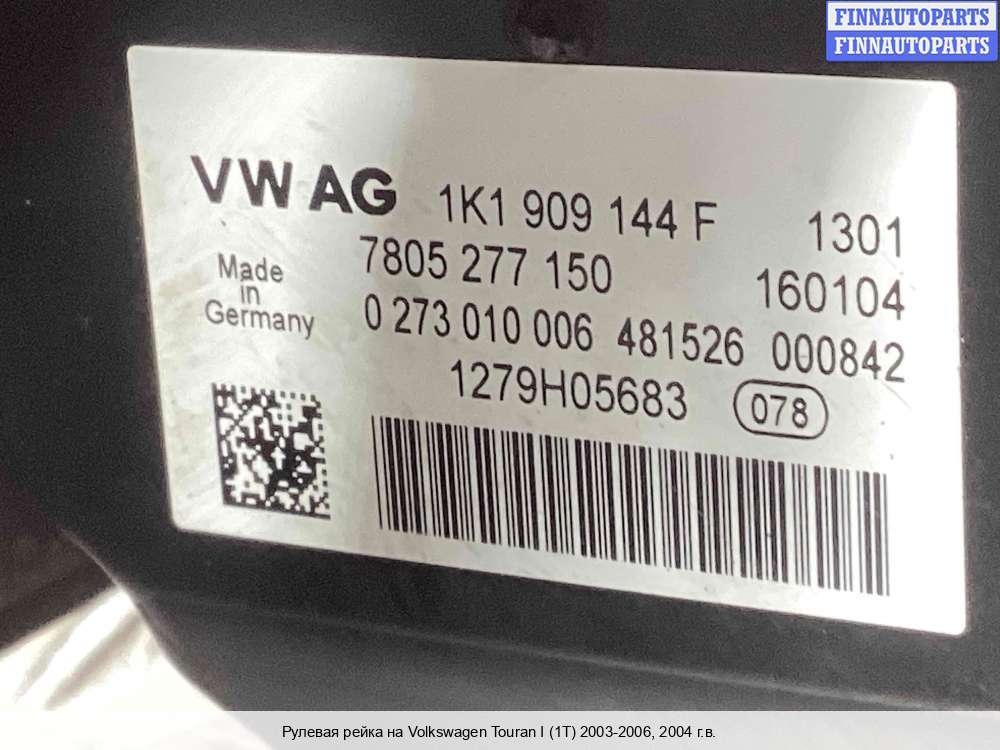 FINNAUTOPARTS
FINNAUTOPARTS
VW AG 1K1 909 144 F 1301
7805 277 150 160104
Made
in
Germany
0 273 010 006 481526 000842
1279H05683 078
Рулевая рейка на Volkswagen Touran I (1T) 2003-2006, 2004 г.в.